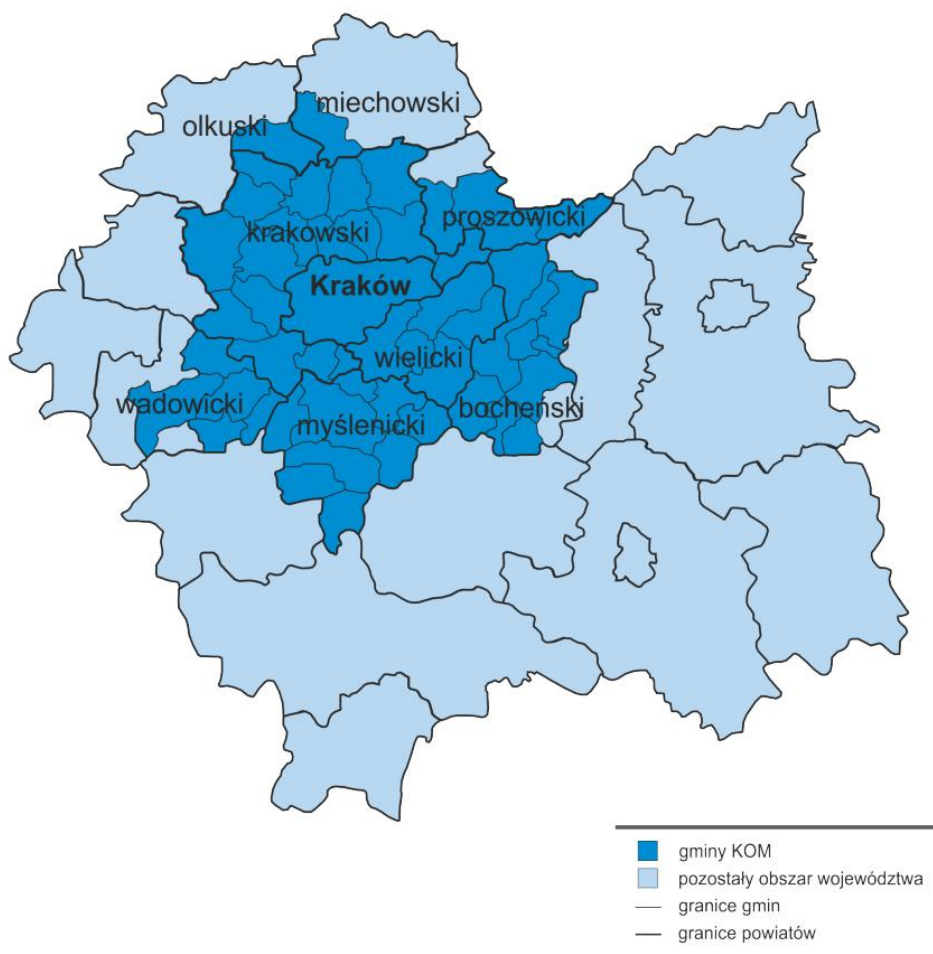 miechowski
olkuski
proszowicki
krakowski
Kraków
wielicki
wadowicki
bocheński
myślenicki
gminy KOM
pozostały obszar województwa
granice gmin
granice powiatów